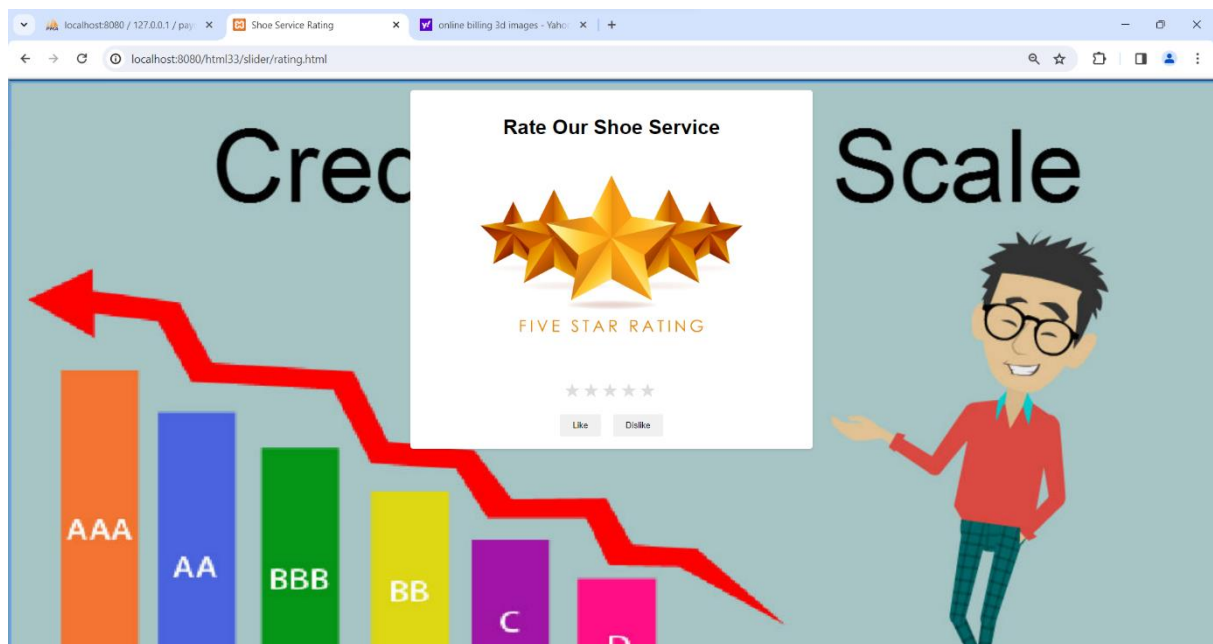 localhost:8080 / 127.0.0.1 / pay
Shoe Service Rating
online billing 3d images - Yaho
localhost:8080/html33/slider/rating.html
Cred
Scale
Rate Our Shoe Service
FIVE STAR RATING
Like Dislike
AAA
AA
BBB
BB
C
D